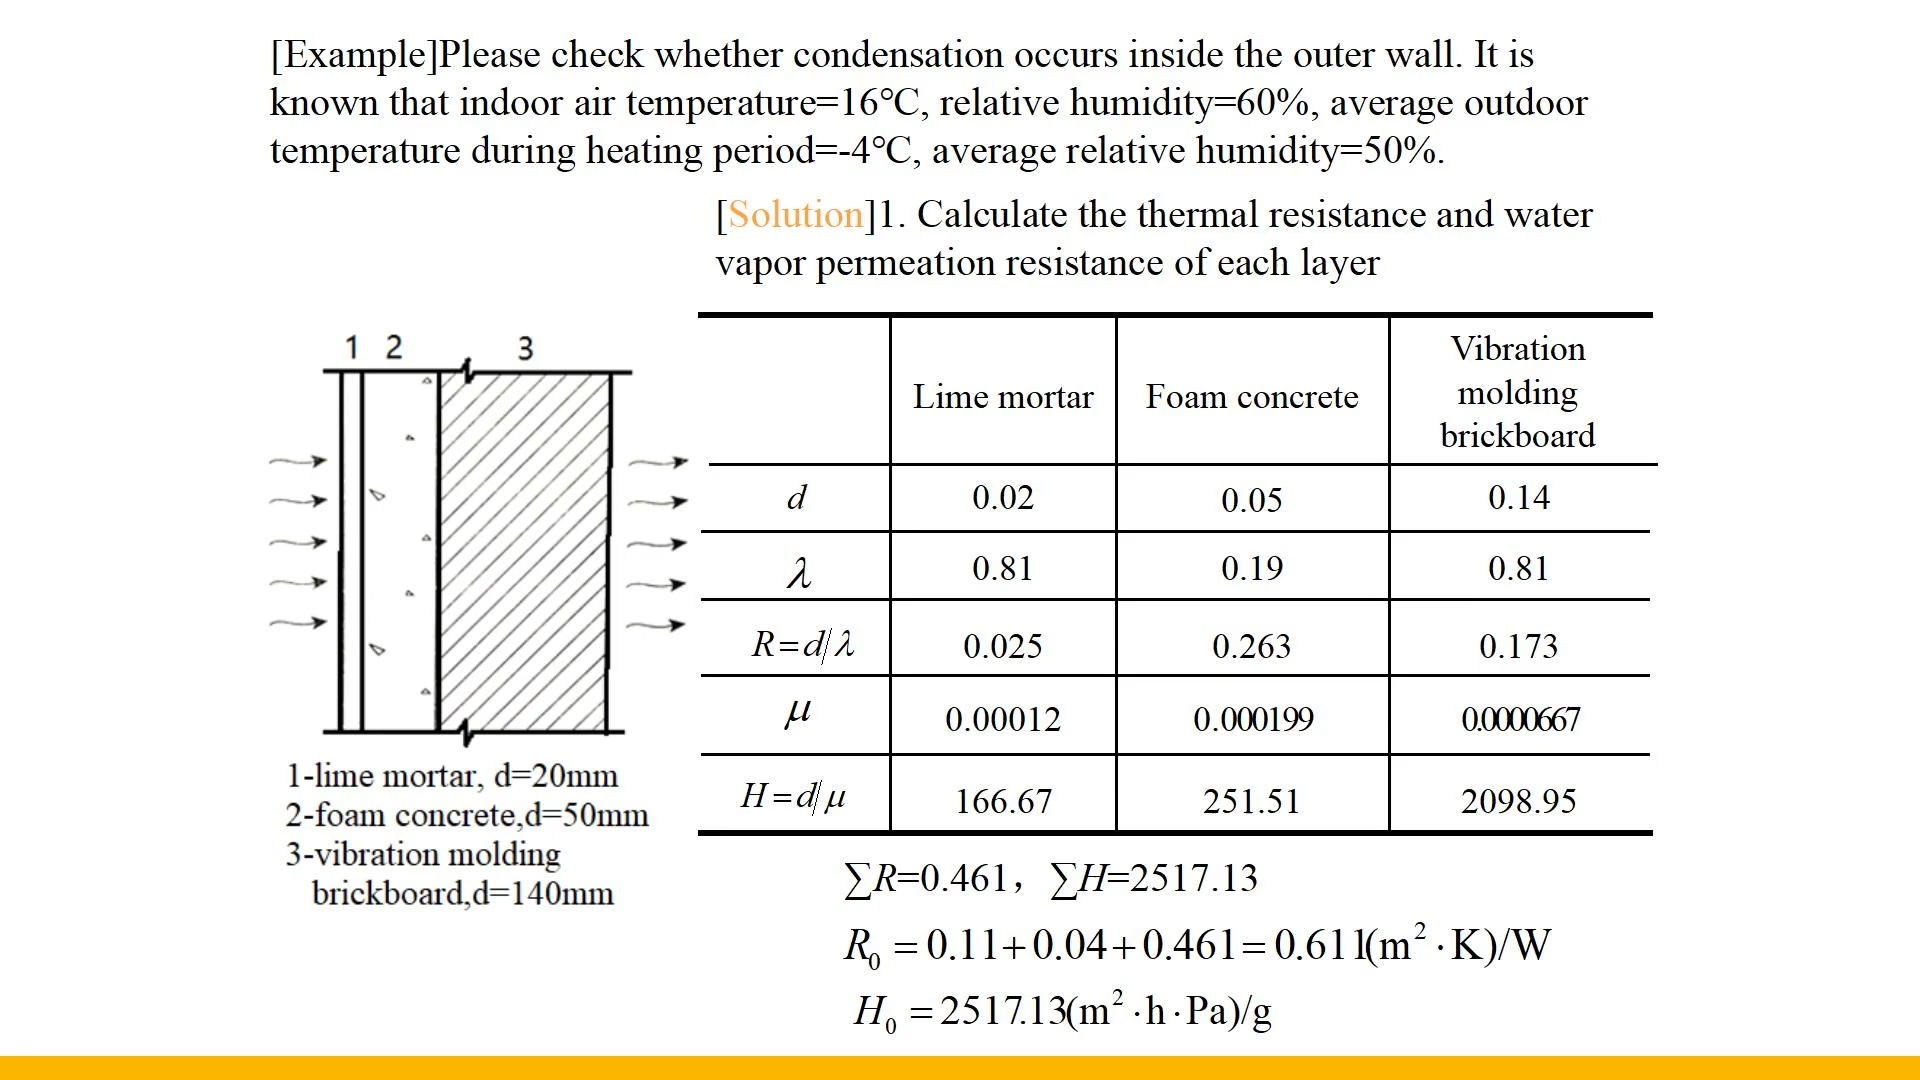 [Example]Please check whether condensation occurs inside the outer wall. It is
known that indoor air temperature=16℃, relative humidity=60%, average outdoor
temperature during heating period=-4℃, average relative humidity=50%.
[Solution]1. Calculate the thermal resistance and water
vapor permeation resistance of each layer
1 2 3
1-lime mortar, d=20mm
2-foam concrete,d=50mm
3-vibration molding
brickboard,d=140mm
Lime mortar Foam concrete Vibration
molding
brickboard
d 0.02 0.05 0.14
λ 0.81 0.19 0.81
R=d/λ 0.025 0.263 0.173
μ 0.00012 0.000199 0.0000667
H=d/μ 166.67 251.51 2098.95
∑R=0.461，∑H=2517.13
R₀ = 0.11+0.04+0.461=0.611(m²·K)/W
H₀ =2517.13(m²·h·Pa)/g